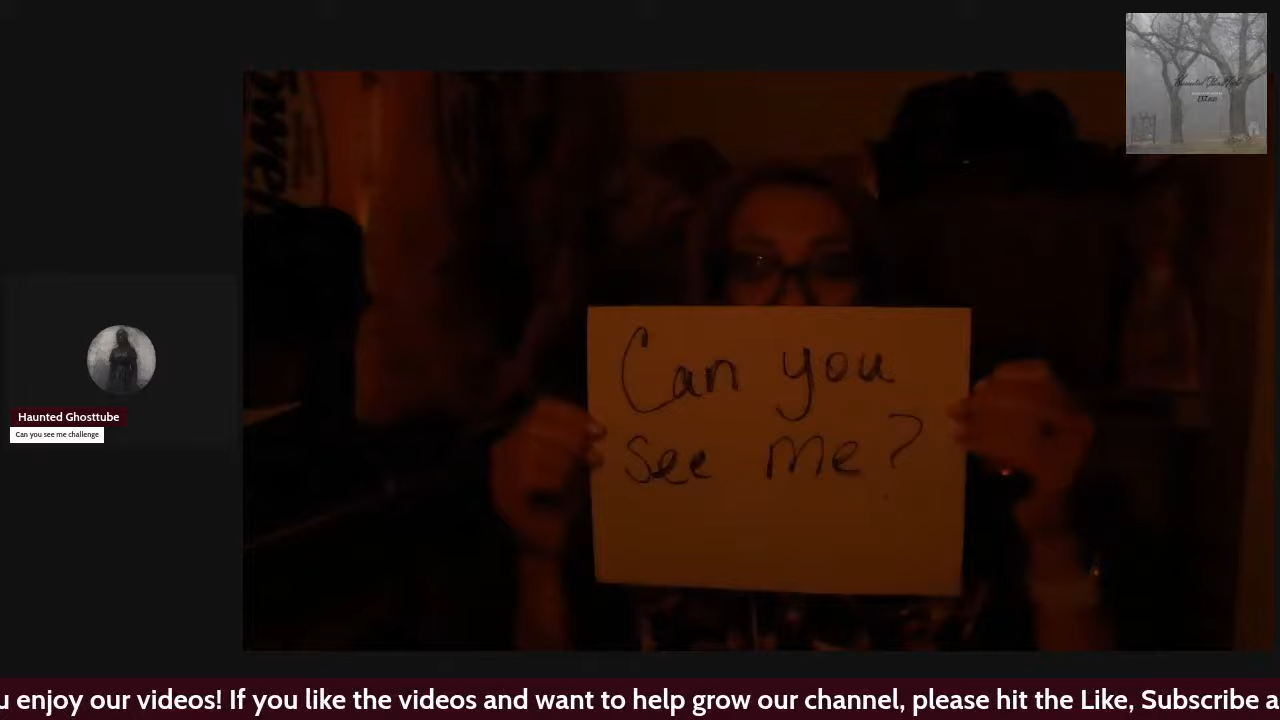 Can you
See me?
Haunted Ghosttube
Can you see me challenge
u enjoy our videos! If you like the videos and want to help grow our channel, please hit the Like, Subscribe a